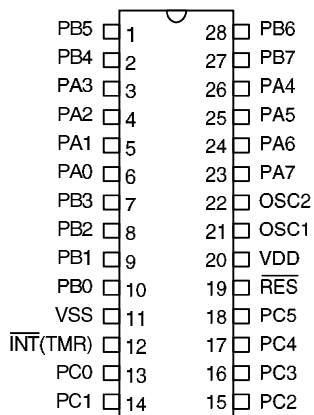 PB5 1 28 PB6
PB4 2 27 PB7
PA3 3 26 PA4
PA2 4 25 PA5
PA1 5 24 PA6
PA0 6 23 PA7
PB3 7 22 OSC2
PB2 8 21 OSC1
PB1 9 20 VDD
PB0 10 19 R̅E̅S̅
VSS 11 18 PC5
I̅N̅T̅(TMR) 12 17 PC4
PC0 13 16 PC3
PC1 14 15 PC2